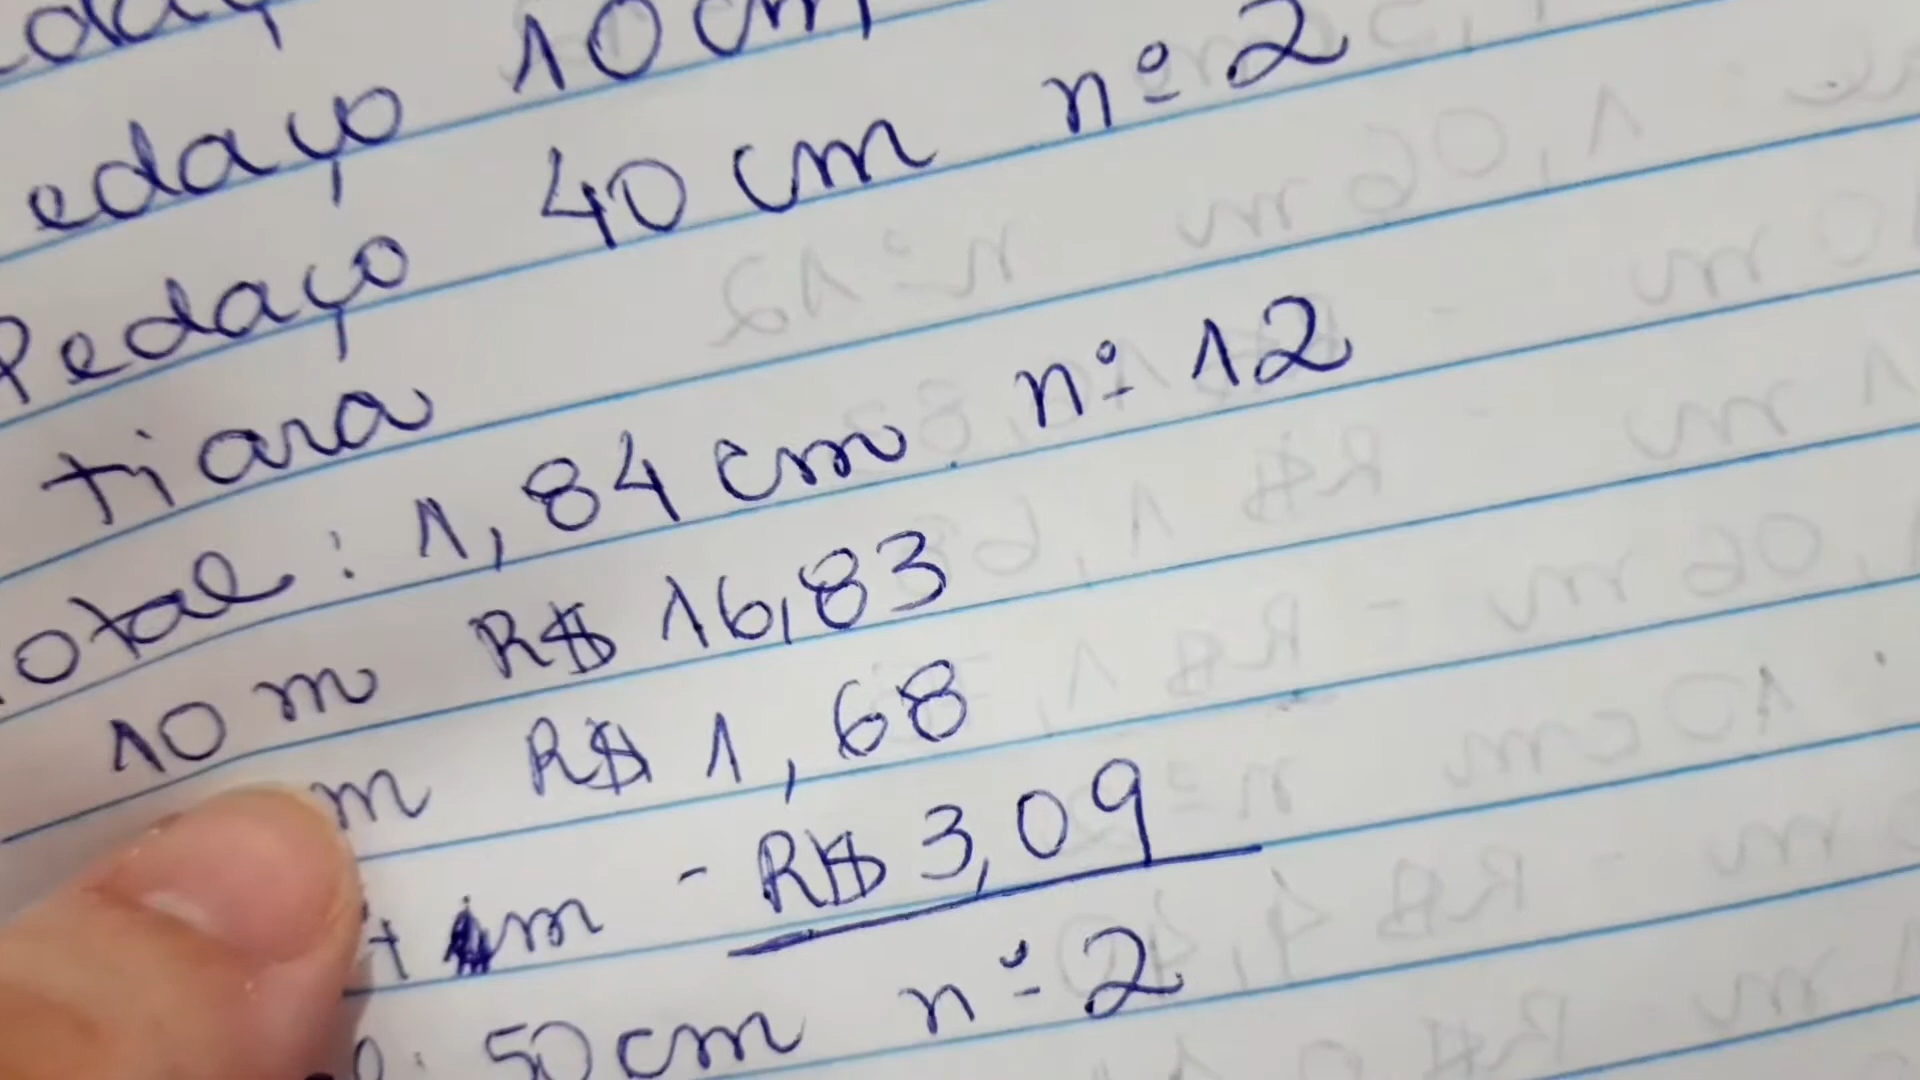 edaço 10 cm
Pedaço 40 cm nº 2
tiara
otal: 1,84 cm nº 12
10 m R$ 16,83
m R$ 1,68
m - R$ 3,09
50 cm nº 2